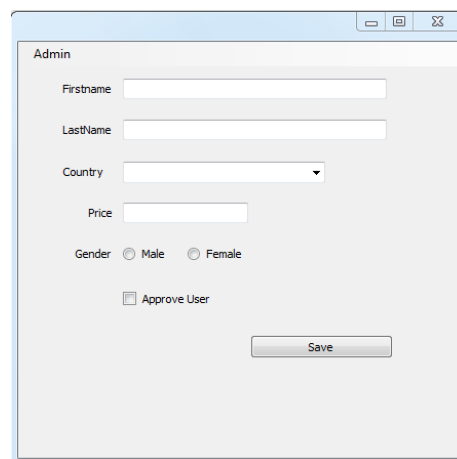 Admin
Firstname
LastName
Country
Price
Gender Male Female
Approve User
Save